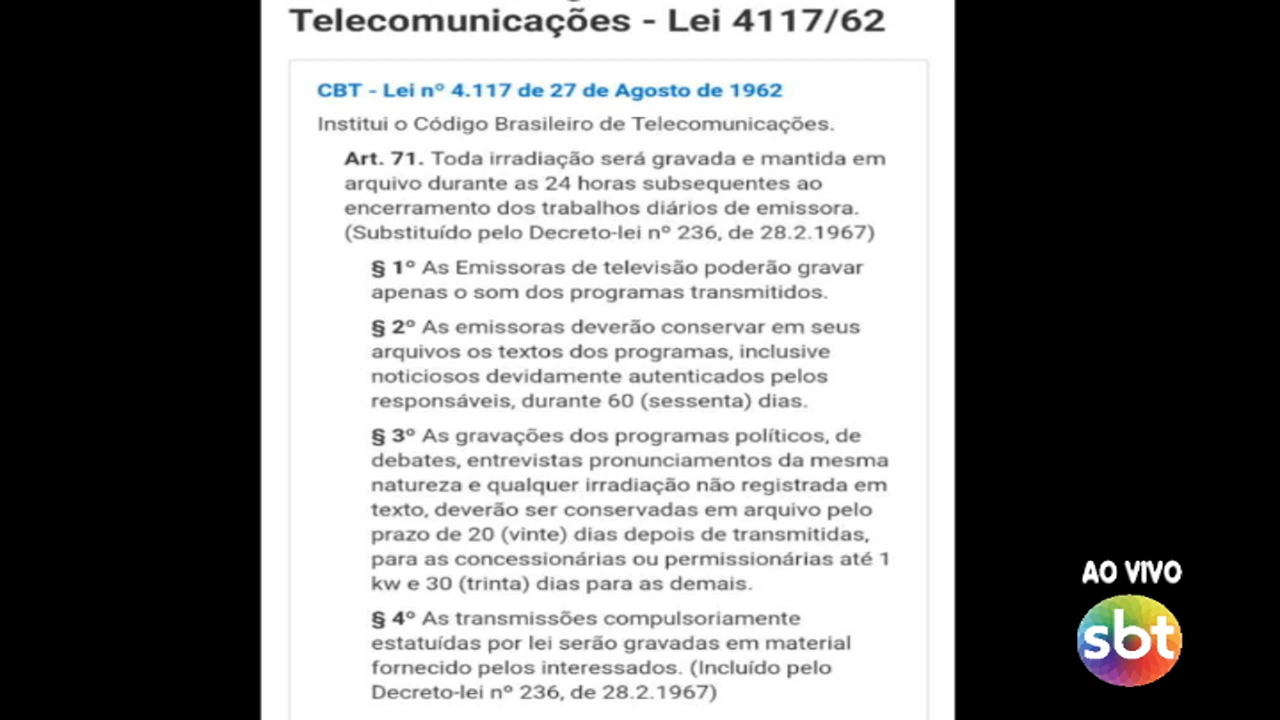 Telecomunicações - Lei 4117/62
CBT - Lei nº 4.117 de 27 de Agosto de 1962
Institui o Código Brasileiro de Telecomunicações.
Art. 71. Toda irradiação será gravada e mantida em
arquivo durante as 24 horas subsequentes ao
encerramento dos trabalhos diários de emissora.
(Substituído pelo Decreto-lei nº 236, de 28.2.1967)
§ 1º As Emissoras de televisão poderão gravar
apenas o som dos programas transmitidos.
§ 2º As emissoras deverão conservar em seus
arquivos os textos dos programas, inclusive
noticiosos devidamente autenticados pelos
responsáveis, durante 60 (sessenta) dias.
§ 3º As gravações dos programas políticos, de
debates, entrevistas pronunciamentos da mesma
natureza e qualquer irradiação não registrada em
texto, deverão ser conservadas em arquivo pelo
prazo de 20 (vinte) dias depois de transmitidas,
para as concessionárias ou permissionárias até 1
kw e 30 (trinta) dias para as demais.
§ 4º As transmissões compulsoriamente
estatuídas por lei serão gravadas em material
fornecido pelos interessados. (Incluído pelo
Decreto-lei nº 236, de 28.2.1967)
AO VIVO
sbt